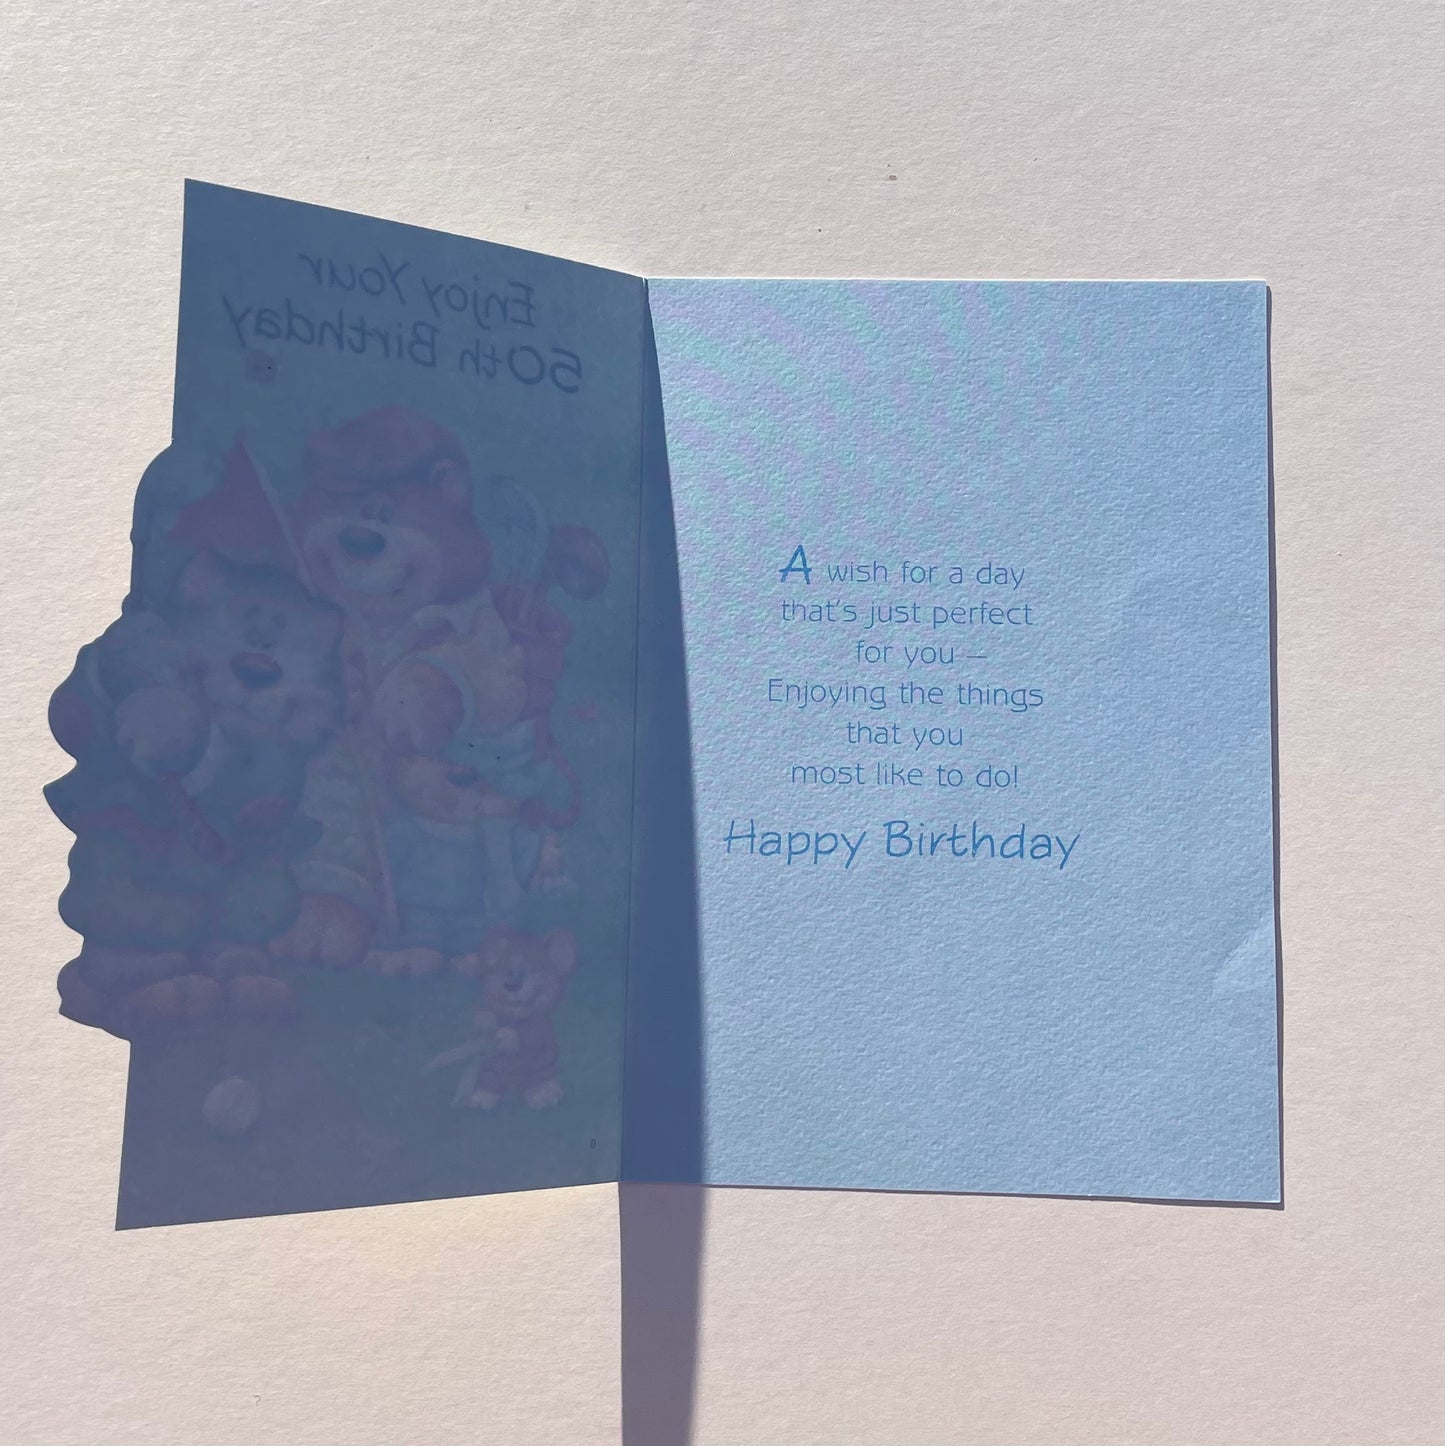 Enjoy Your
50th Birthday
A wish for a day
that's just perfect
for you –
Enjoying the things
that you
most like to do!
Happy Birthday